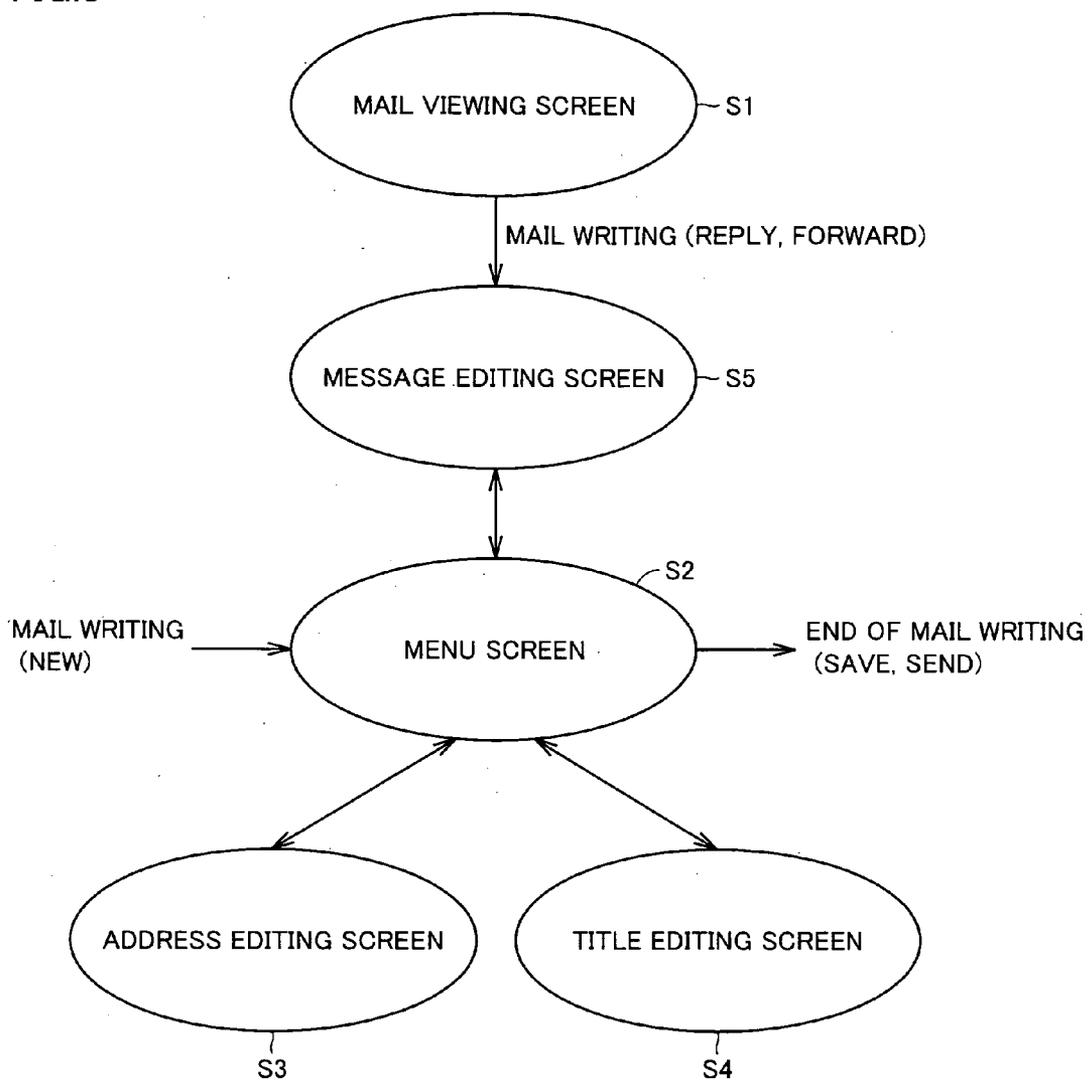 MAIL VIEWING SCREEN
S1
MAIL WRITING (REPLY, FORWARD)
MESSAGE EDITING SCREEN
S5
S2
MAIL WRITING
(NEW)
MENU SCREEN
END OF MAIL WRITING
(SAVE, SEND)
ADDRESS EDITING SCREEN
TITLE EDITING SCREEN
S3
S4